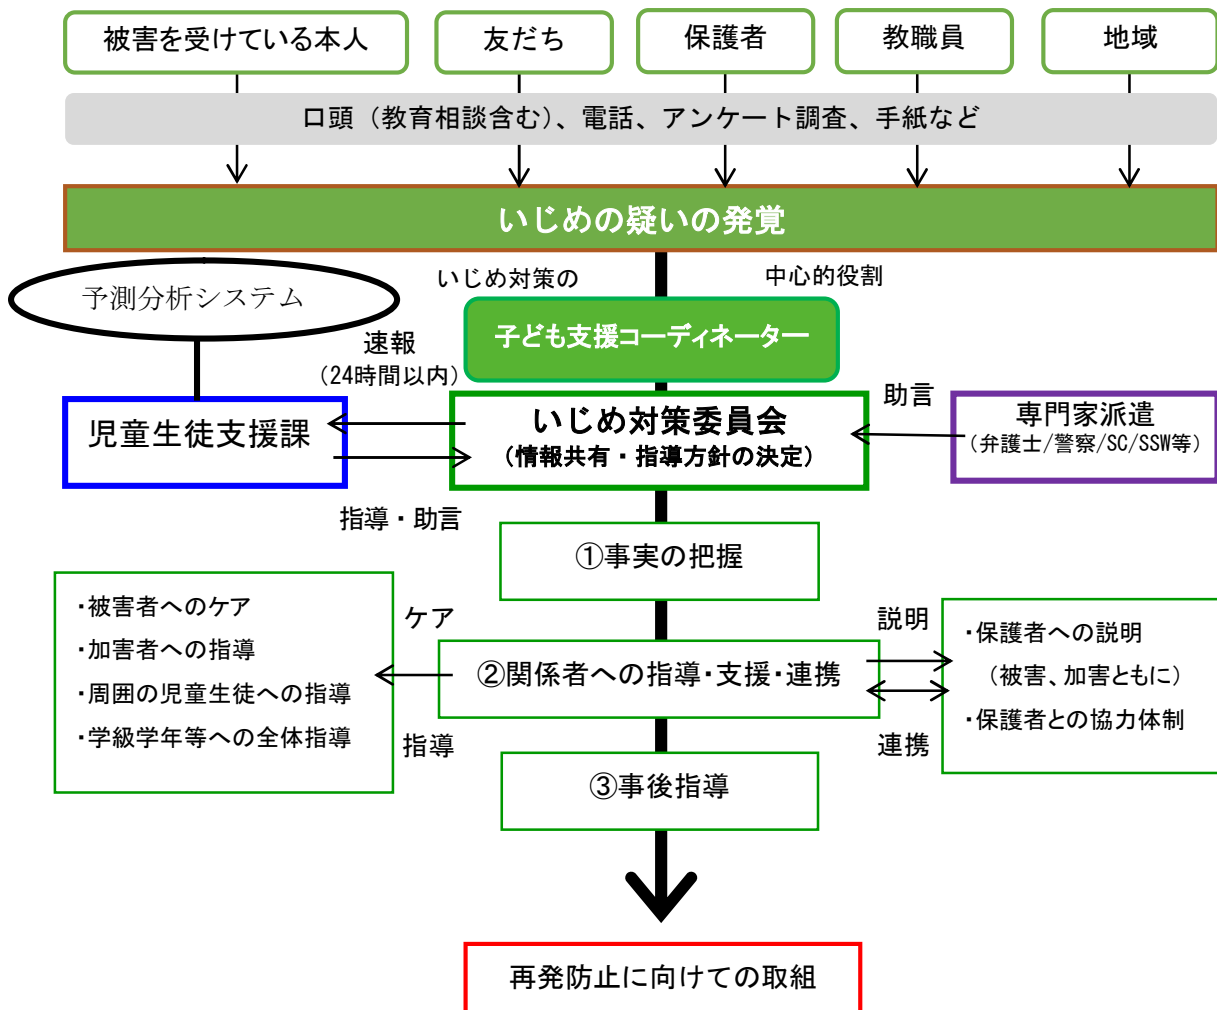 被害を受けている本人
友だち
保護者
教職員
地域
口頭（教育相談含む）、電話、アンケート調査、手紙など
いじめの疑いの発覚
いじめ対策の
中心的役割
予測分析システム
子ども支援コーディネーター
速報
（24時間以内）
児童生徒支援課
いじめ対策委員会
（情報共有・指導方針の決定）
助言
専門家派遣
（弁護士/警察/SC/SSW等）
指導・助言
①事実の把握
・被害者へのケア
・加害者への指導
・周囲の児童生徒への指導
・学級学年等への全体指導
ケア
指導
②関係者への指導・支援・連携
説明
連携
・保護者への説明
（被害、加害ともに）
・保護者との協力体制
③事後指導
再発防止に向けての取組